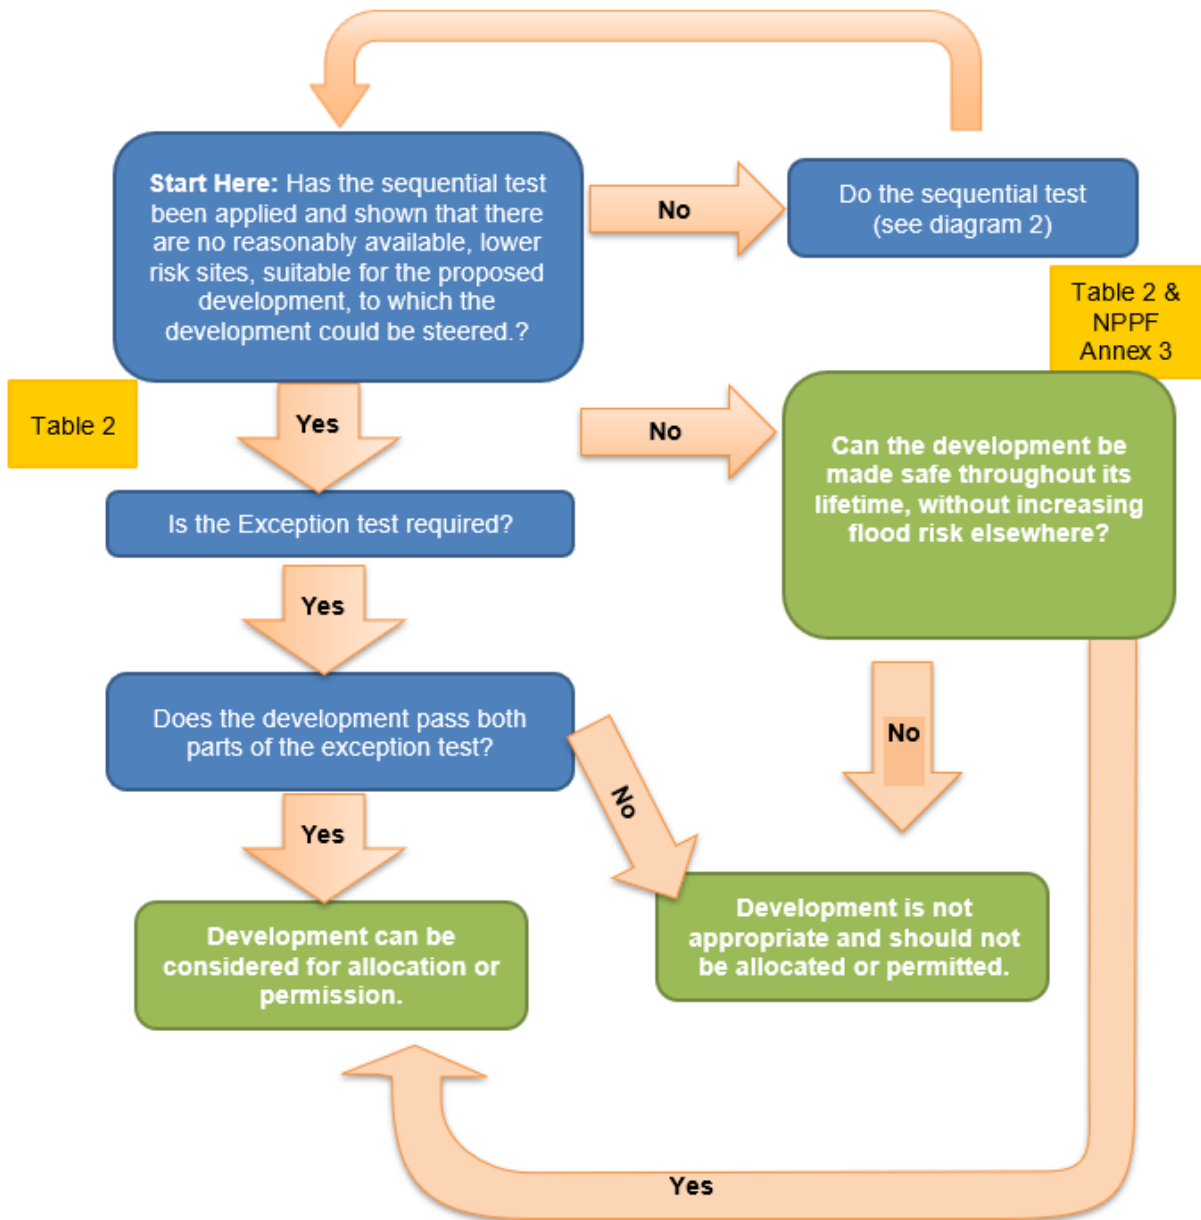 Start Here: Has the sequential test
been applied and shown that there
are no reasonably available, lower
risk sites, suitable for the proposed
development, to which the
development could be steered.?
No
Do the sequential test
(see diagram 2)
Table 2 &
NPPF
Annex 3
Table 2
Yes
No
Can the development be
made safe throughout its
lifetime, without increasing
flood risk elsewhere?
Is the Exception test required?
Yes
Does the development pass both
parts of the exception test?
No
No
Yes
Development can be
considered for allocation or
permission.
Development is not
appropriate and should not
be allocated or permitted.
Yes